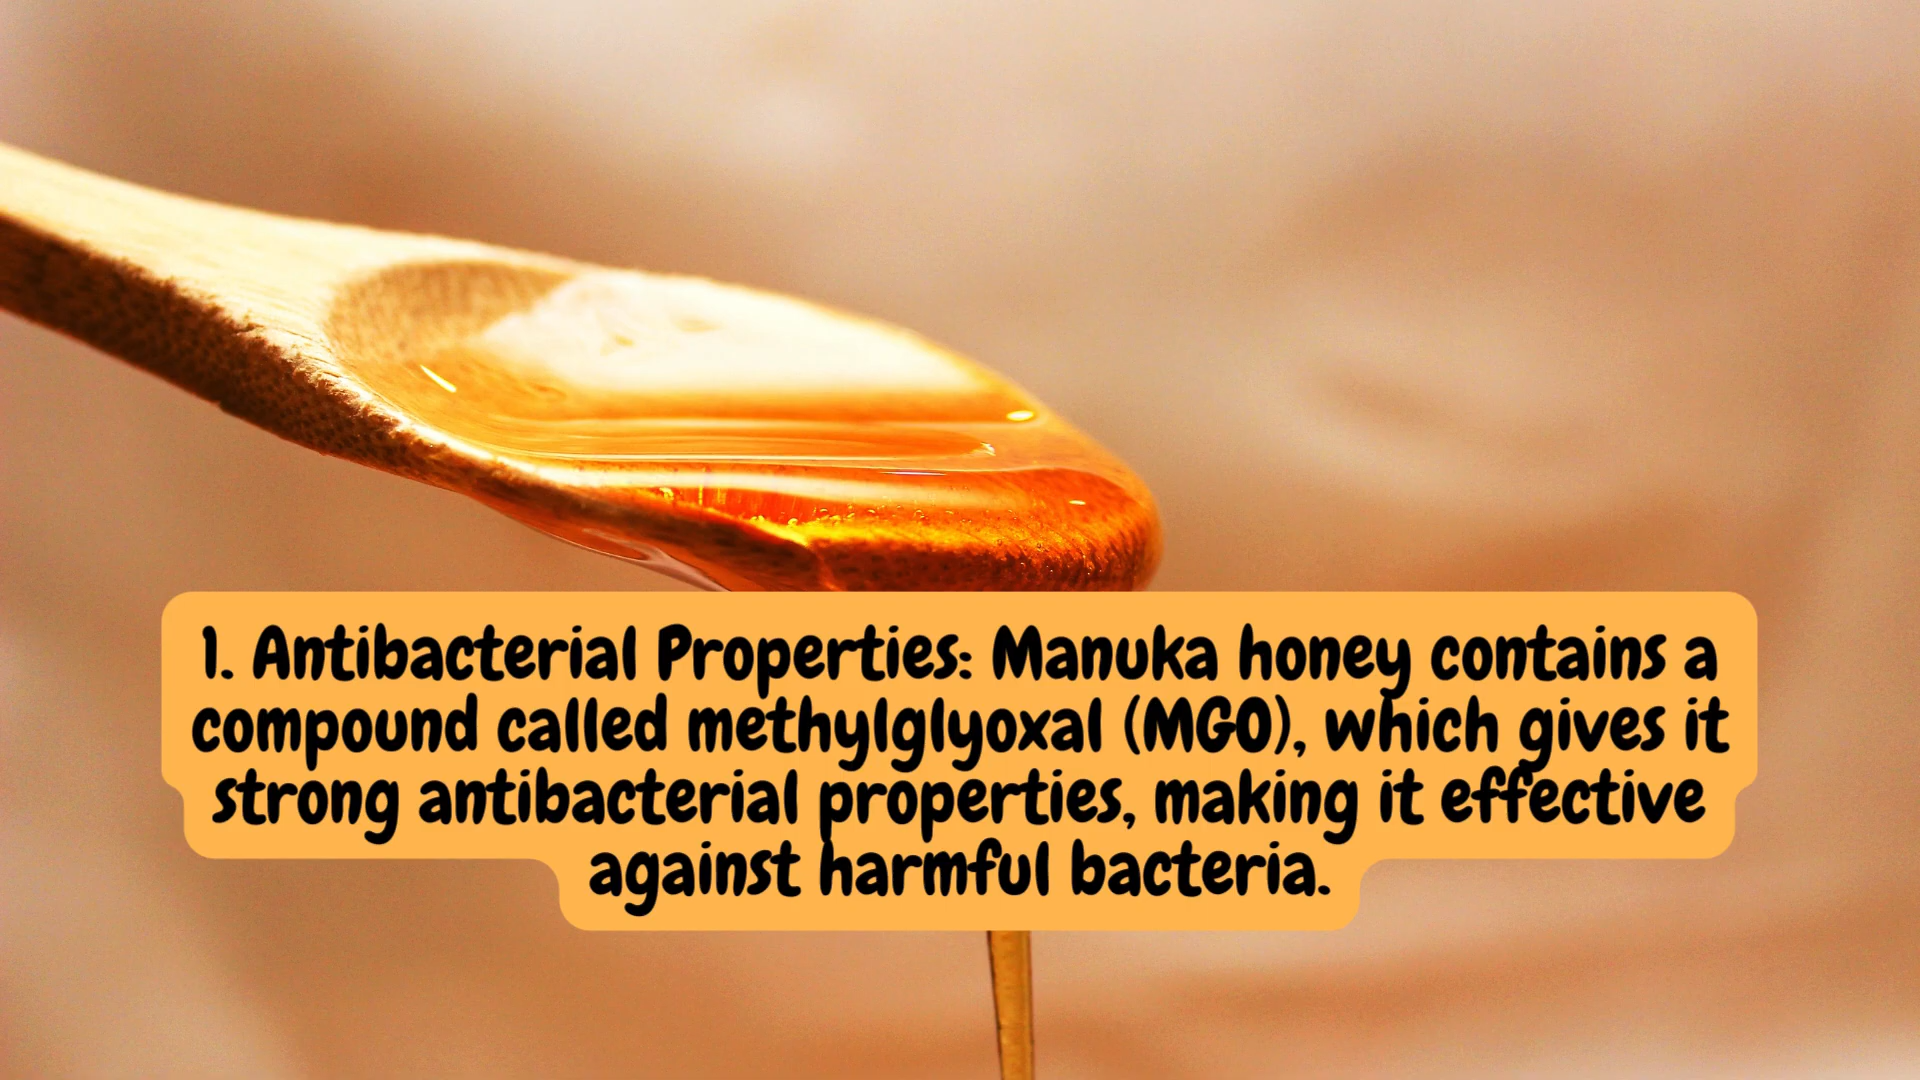 1. Antibacterial Properties: Manuka honey contains a
compound called methylglyoxal (MGO), which gives it
strong antibacterial properties, making it effective
against harmful bacteria.